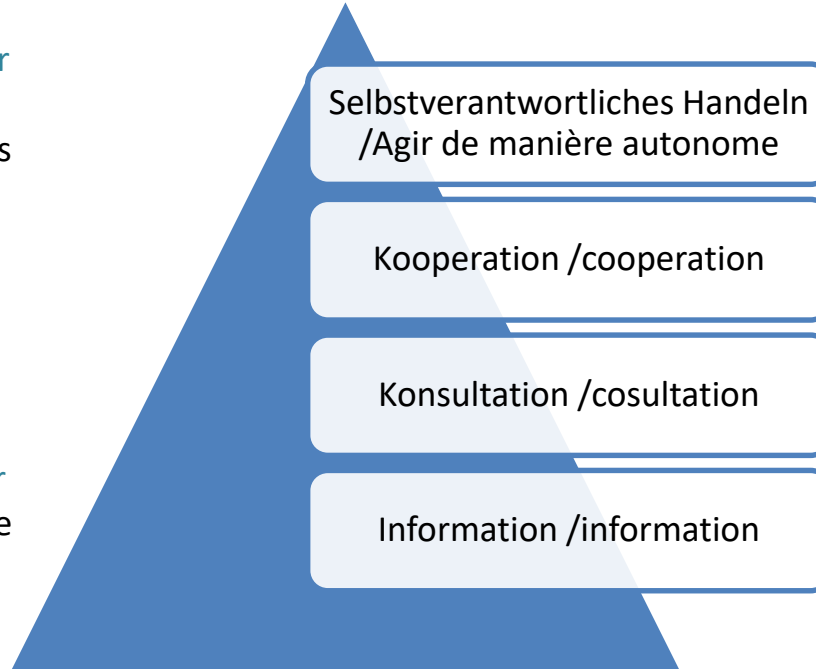 r
s
Selbstverantwortliches Handeln
/Agir de manière autonome
Kooperation /cooperation
Konsultation /cosultation
r
e
Information /information